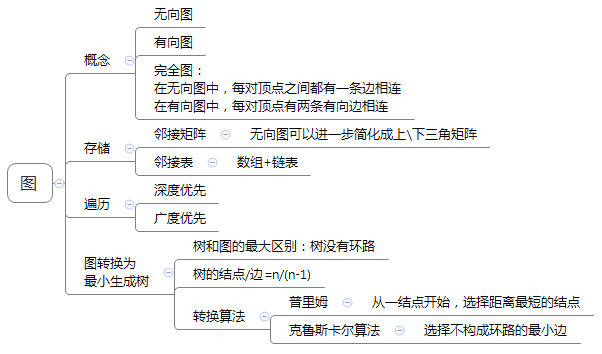 图
概念
无向图
有向图
完全图：
在无向图中，每对顶点之间都有一条边相连
在有向图中，每对顶点有两条有向边相连
存储
邻接矩阵
无向图可以进一步简化成上\下三角矩阵
邻接表
数组+链表
遍历
深度优先
广度优先
图转换为
最小生成树
树和图的最大区别：树没有环路
树的结点/边=n/(n-1)
转换算法
普里姆
从一结点开始，选择距离最短的结点
克鲁斯卡尔算法
选择不构成环路的最小边